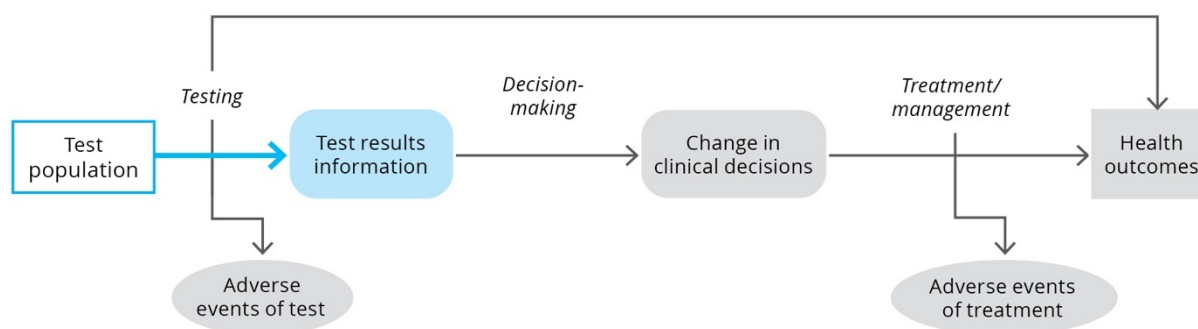 Testing
Decision-
making
Treatment/
management
Test
population
Test results
information
Change in
clinical decisions
Health
outcomes
Adverse
events of test
Adverse events
of treatment